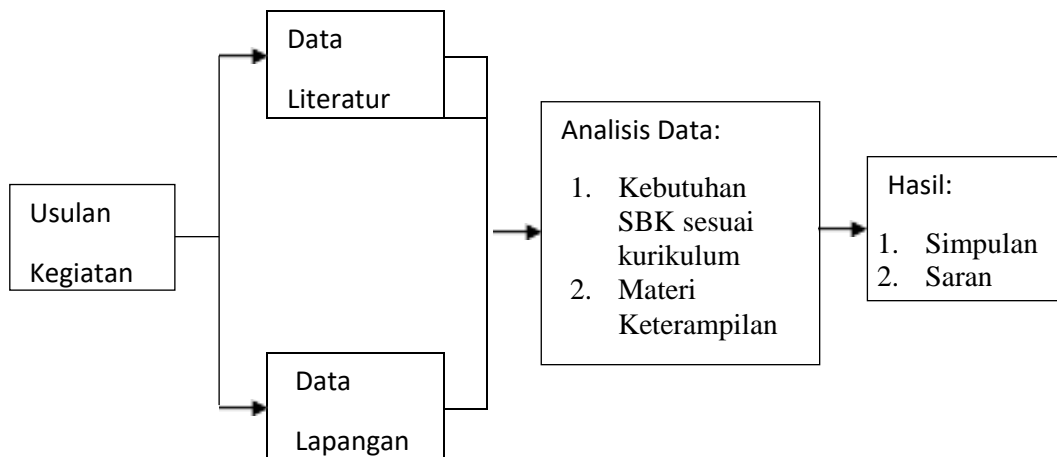 Usulan
Kegiatan
Data
Literatur
Data
Lapangan
Analisis Data:
1. Kebutuhan
SBK sesuai
kurikulum
2. Materi
Keterampilan
Hasil:
1. Simpulan
2. Saran